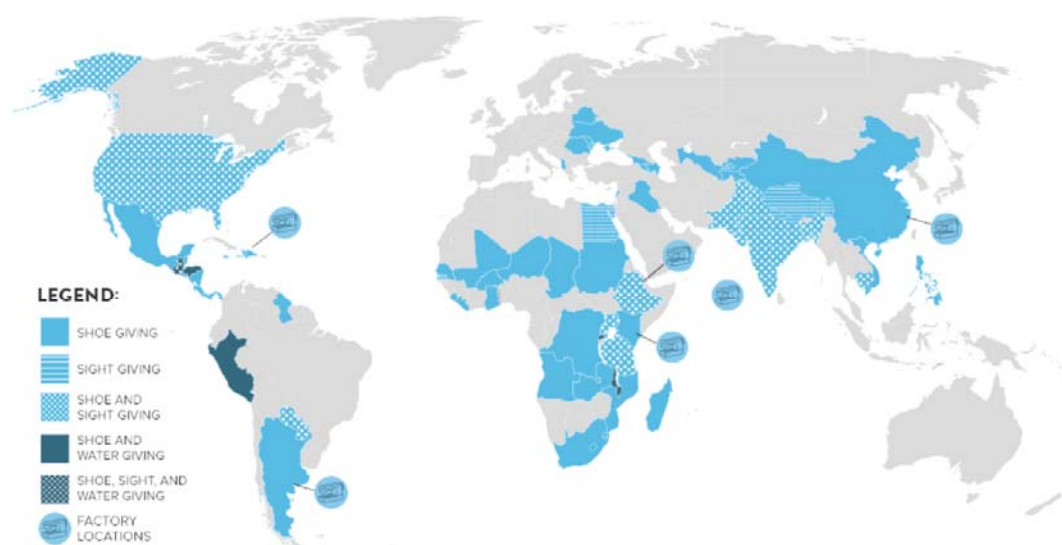 LEGEND:
SHOE GIVING
SIGHT GIVING
SHOE AND
SIGHT GIVING
SHOE AND
WATER GIVING
SHOE, SIGHT, AND
WATER GIVING
FACTORY
LOCATIONS